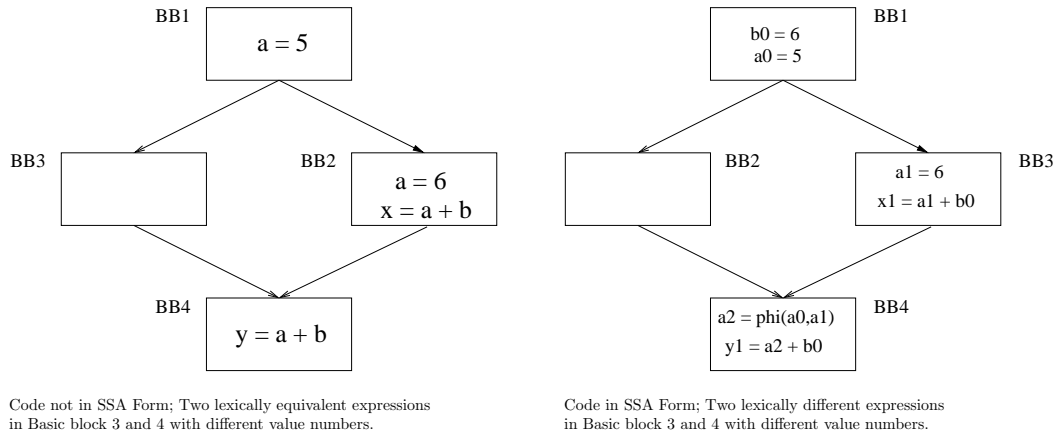 BB1
a = 5
BB3
BB2
a = 6
x = a + b
BB4
y = a + b
Code not in SSA Form; Two lexically equivalent expressions
in Basic block 3 and 4 with different value numbers.
BB1
b0 = 6
a0 = 5
BB2
BB3
a1 = 6
x1 = a1 + b0
BB4
a2 = phi(a0,a1)
y1 = a2 + b0
Code in SSA Form; Two lexically different expressions
in Basic block 3 and 4 with different value numbers.